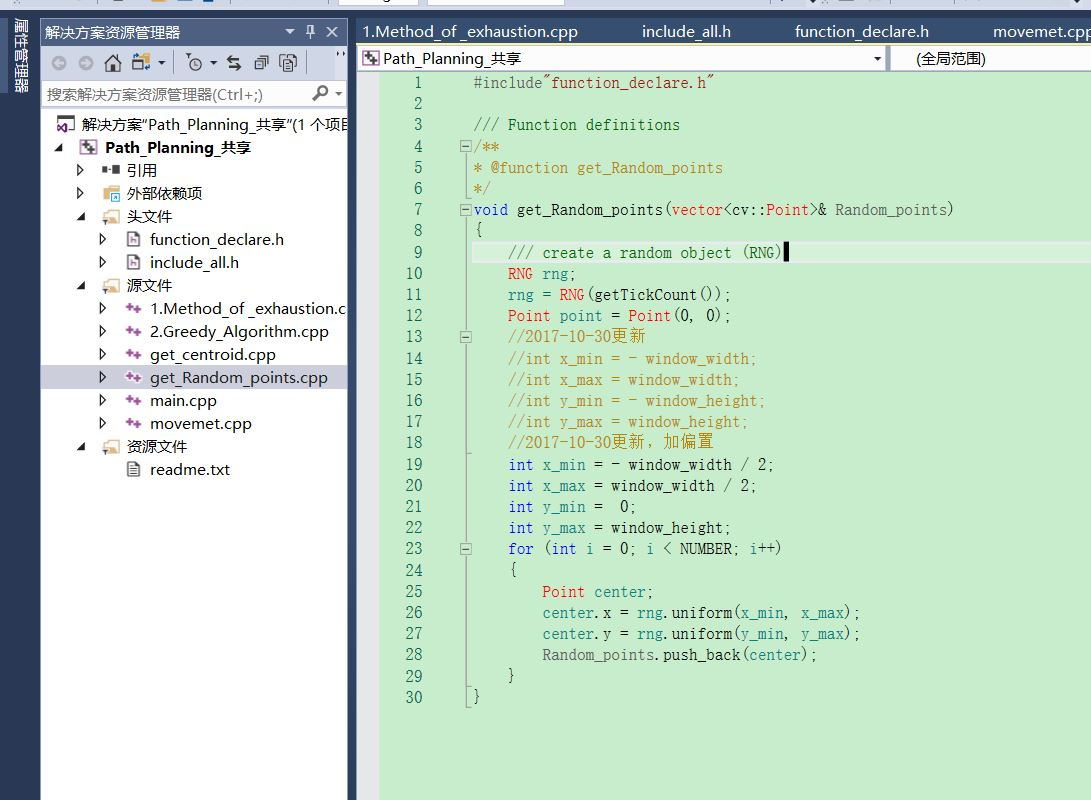 属性管理器
解决方案资源管理器
搜索解决方案资源管理器(Ctrl+;)
解决方案“Path_Planning_共享”(1 个项目
Path_Planning_共享
引用
外部依赖项
头文件
function_declare.h
include_all.h
源文件
1.Method_of_exhaustion.c
2.Greedy_Algorithm.cpp
get_centroid.cpp
get_Random_points.cpp
main.cpp
movemet.cpp
资源文件
readme.txt
1.Method_of_exhaustion.cpp include_all.h function_declare.h movemet.cpp
Path_Planning_共享 (全局范围)
1 #include"function_declare.h"
2
3 /// Function definitions
4 /**
5 * @function get_Random_points
6 */
7 void get_Random_points(vector<cv::Point>& Random_points)
8 {
9 /// create a random object (RNG)
10 RNG rng;
11 rng = RNG(getTickCount());
12 Point point = Point(0, 0);
13 //2017-10-30更新
14 //int x_min = - window_width;
15 //int x_max = window_width;
16 //int y_min = - window_height;
17 //int y_max = window_height;
18 //2017-10-30更新，加偏置
19 int x_min = - window_width / 2;
20 int x_max = window_width / 2;
21 int y_min = 0;
22 int y_max = window_height;
23 for (int i = 0; i < NUMBER; i++)
24 {
25 Point center;
26 center.x = rng.uniform(x_min, x_max);
27 center.y = rng.uniform(y_min, y_max);
28 Random_points.push_back(center);
29 }
30 }